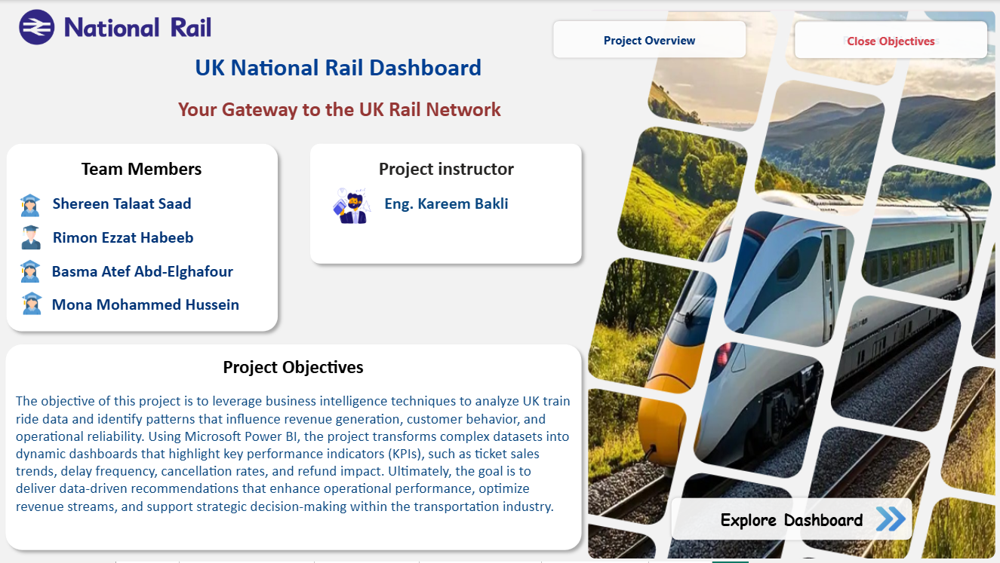 National Rail
Project Overview
Close Objectives
UK National Rail Dashboard
Your Gateway to the UK Rail Network
Team Members
Shereen Talaat Saad
Rimon Ezzat Habeeb
Basma Atef Abd-Elghafour
Mona Mohammed Hussein
Project instructor
Eng. Kareem Bakli
Project Objectives
The objective of this project is to leverage business intelligence techniques to analyze UK train
ride data and identify patterns that influence revenue generation, customer behavior, and
operational reliability. Using Microsoft Power BI, the project transforms complex datasets into
dynamic dashboards that highlight key performance indicators (KPIs), such as ticket sales
trends, delay frequency, cancellation rates, and refund impact. Ultimately, the goal is to
deliver data-driven recommendations that enhance operational performance, optimize
revenue streams, and support strategic decision-making within the transportation industry.
Explore Dashboard